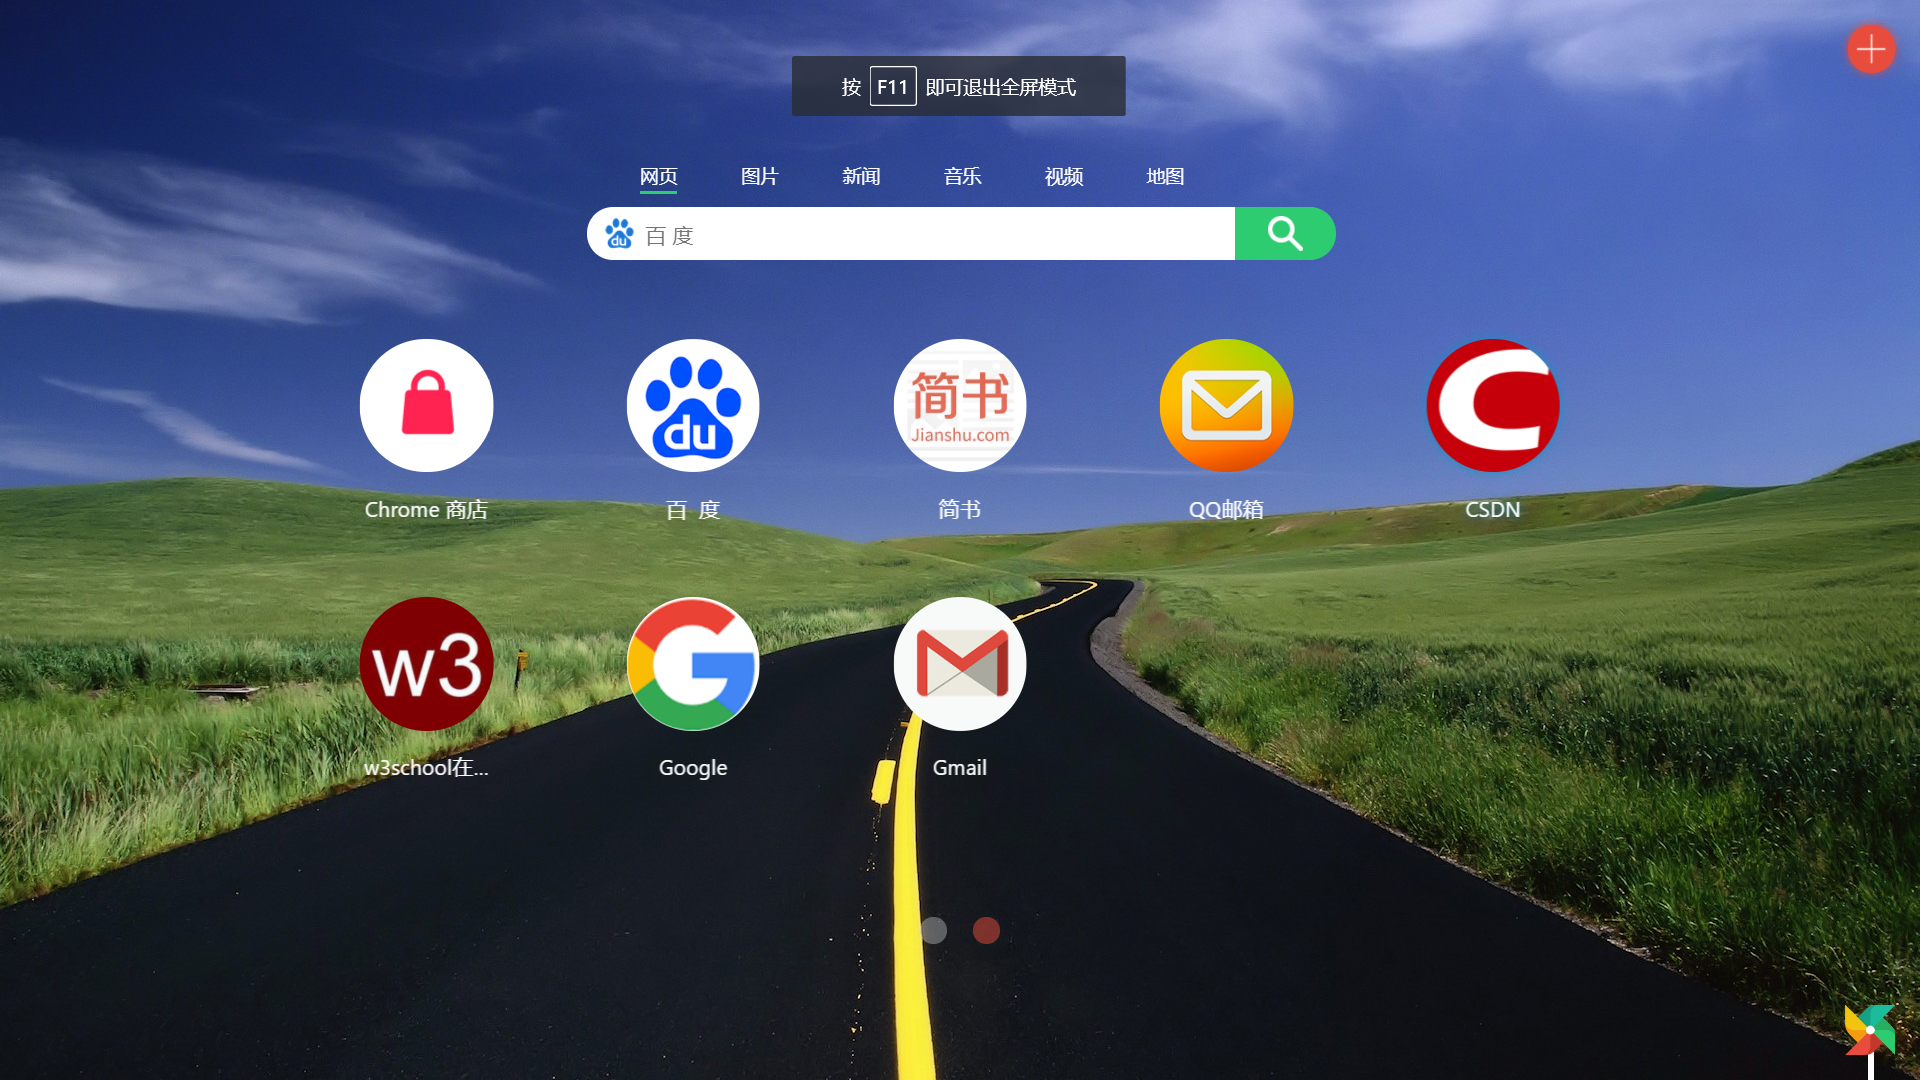 按 F11 即可退出全屏模式
网页 图片 新闻 音乐 视频 地图
du 百 度
du
简书
Jianshu.com
Chrome 商店
百 度
简书
QQ邮箱
CSDN
w3
G
w3school在...
Google
Gmail